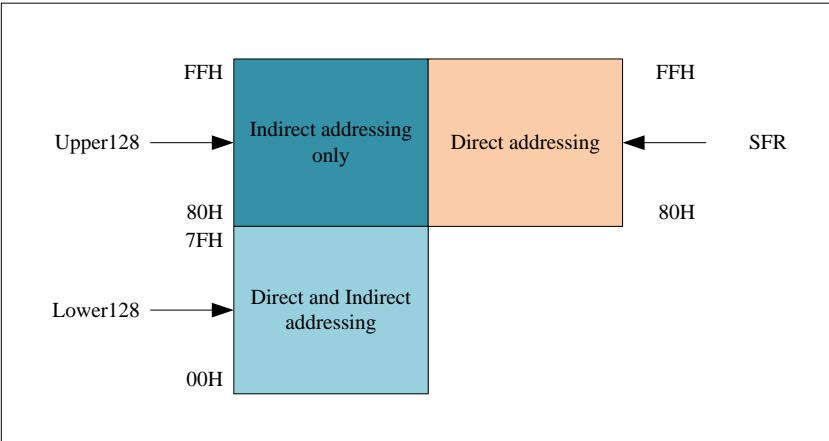 FFH
FFH
Indirect addressing
only
Upper128
Direct addressing
SFR
80H
80H
7FH
Direct and Indirect
addressing
Lower128
00H